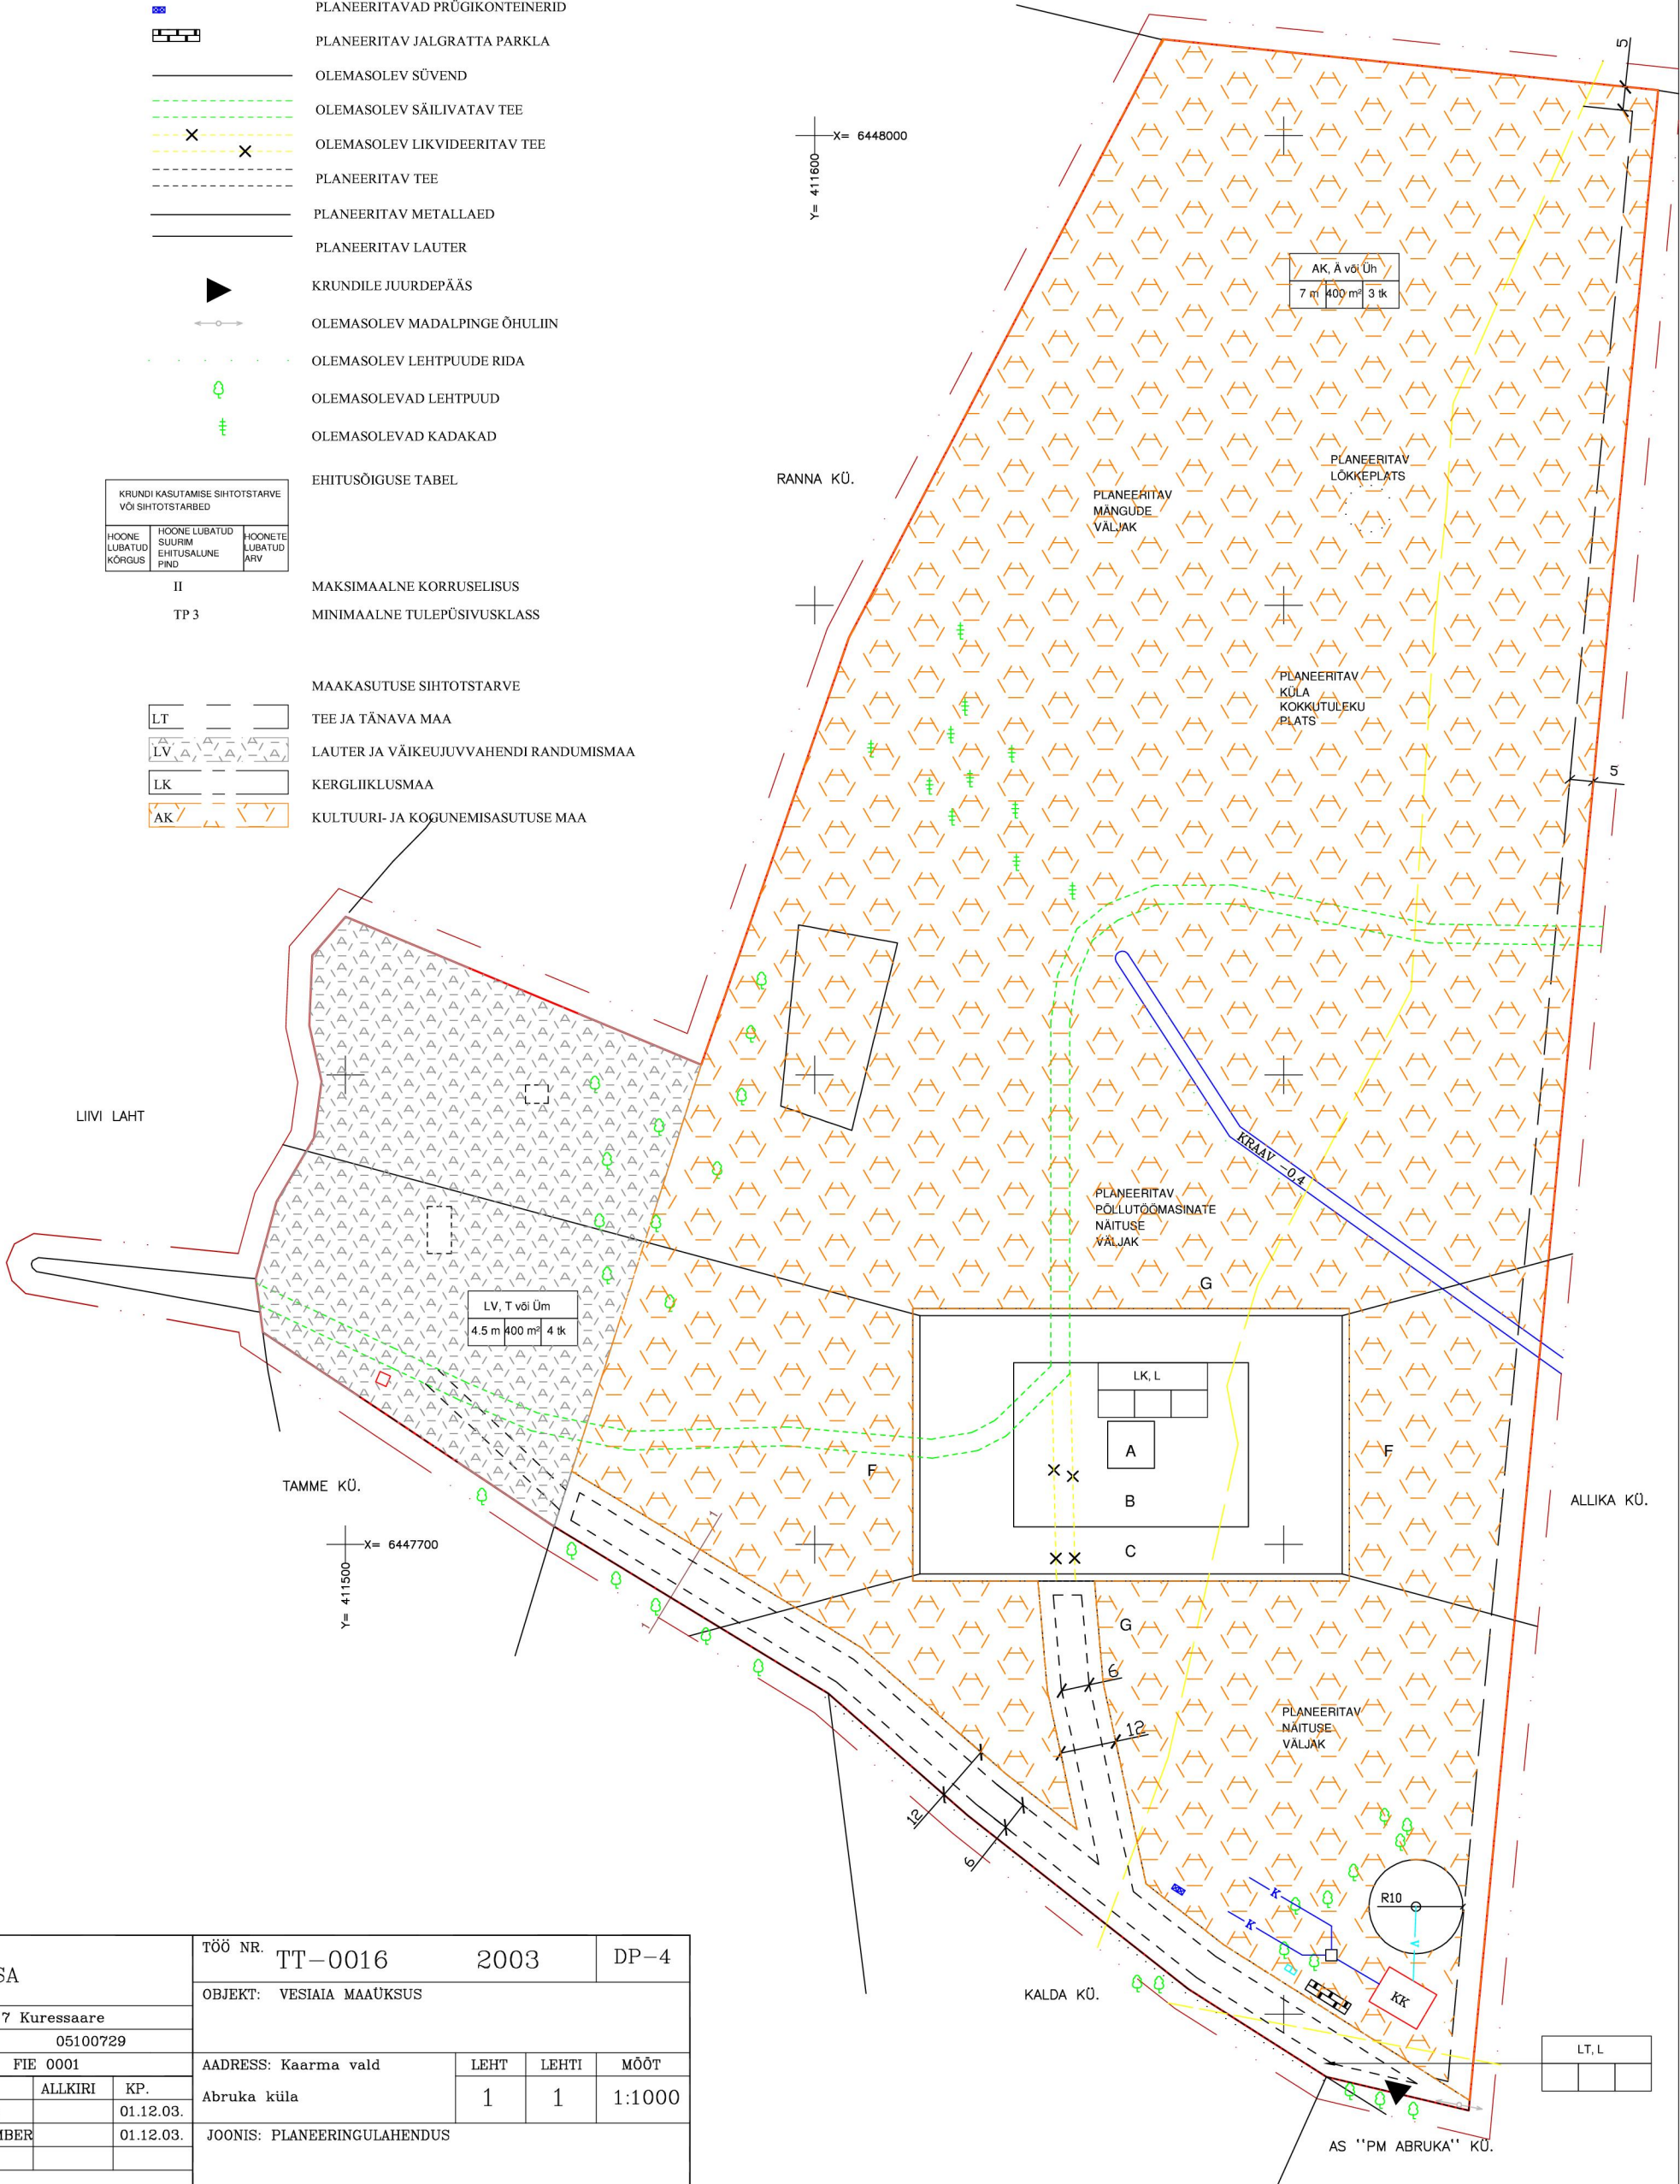 PLANEERITAVAD PRÜGIKONTEINERID
PLANEERITAV JALGRATTA PARKLA
OLEMASOLEV SÜVEND
OLEMASOLEV SÄILIVATAV TEE
OLEMASOLEV LIKVIDEERITAV TEE
PLANEERITAV TEE
PLANEERITAV METALLAED
PLANEERITAV LAUTER
KRUNDILE JUURDEPÄÄS
OLEMASOLEV MADALPINGE ÕHULIIN
OLEMASOLEV LEHTPUUDE RIDA
OLEMASOLEVAD LEHTPUUD
OLEMASOLEVAD KADAKAD
EHITUSÕIGUSE TABEL
KRUNDI KASUTAMISE SIHTOTSTARVE
VÕI SIHTOTSTARBED
HOONE
LUBATUD
KÕRGUS
HOONE LUBATUD
SUURIM
EHITUSALUNE
PIND
HOONETE
LUBATUD
ARV
II MAKSIMAALNE KORRUSELISUS
TP 3 MINIMAALNE TULEPÜSIVUSKLASS
MAAKASUTUSE SIHTOTSTARVE
LT TEE JA TÄNAVA MAA
LV LAUTER JA VÄIKEUJUVVAHENDI RANDUMISMAA
LK KERGLIIKLUSMAA
AK KULTUURI- JA KOGUNEMISASUTUSE MAA
X= 6448000
Y= 411600
5
AK, Ä või Üh
7 m 400 m² 3 tk
RANNA KÜ.
PLANEERITAV
LÕKKEPLATS
PLANEERITAV
MÄNGUDE
VÄLJAK
PLANEERITAV
KÜLA
KOKKUTULEKU
PLATS
5
LIIVI LAHT
KRAAV -0,4
PLANEERITAV
PÕLLUTÖÖMASINATE
NÄITUSE
VÄLJAK
G
LV, T või Üm
4.5 m 400 m² 4 tk
LK, L
A
B
C
F
F
G
TAMME KÜ.
ALLIKA KÜ.
X= 6447700
Y= 411500
1
1
6
12
PLANEERITAV
NÄITUSE
VÄLJAK
12
6
R10
K
K
A
B
KK
KALDA KÜ.
LT, L
AS "PM ABRUKA" KÜ.
SA
7 Kuressaare
05100729
FIE 0001
ALLKIRI KP.
01.12.03.
MBER 01.12.03.
TÖÖ NR. TT-0016 2003 DP-4
OBJEKT: VESIAIA MAAÜKSUS
AADRESS: Kaarma vald
Abruka küla
LEHT LEHTI MÕÕT
1 1 1:1000
JOONIS: PLANEERINGULAHENDUS